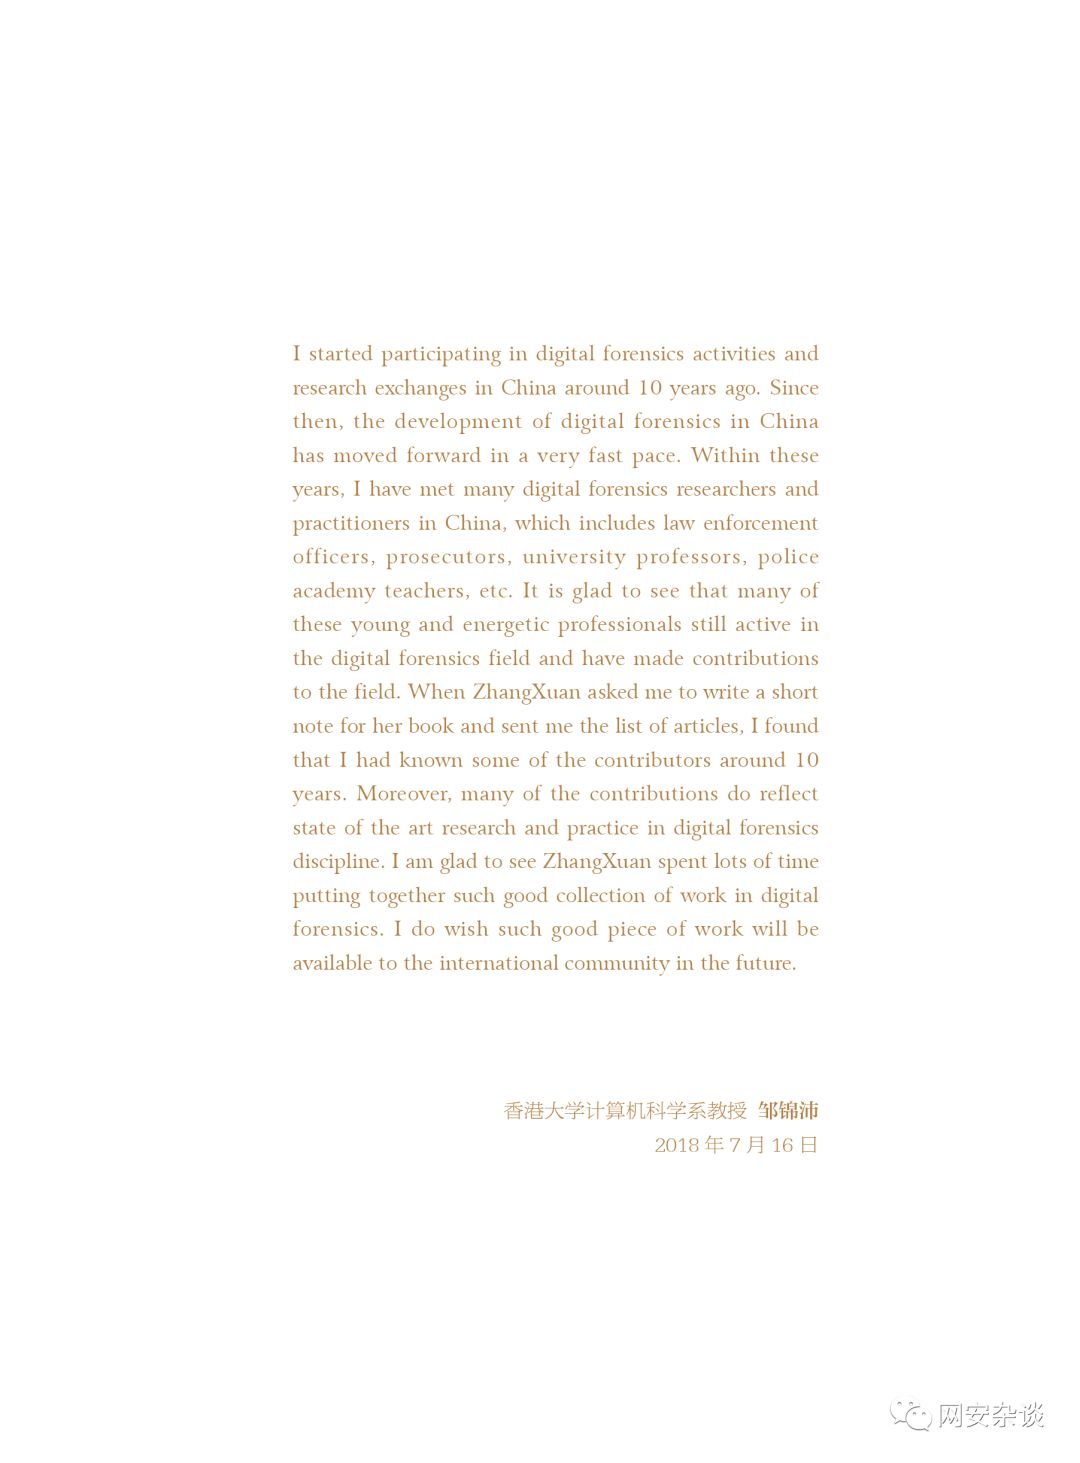 I started participating in digital forensics activities and
research exchanges in China around 10 years ago. Since
then, the development of digital forensics in China
has moved forward in a very fast pace. Within these
years, I have met many digital forensics researchers and
practitioners in China, which includes law enforcement
officers, prosecutors, university professors, police
academy teachers, etc. It is glad to see that many of
these young and energetic professionals still active in
the digital forensics field and have made contributions
to the field. When ZhangXuan asked me to write a short
note for her book and sent me the list of articles, I found
that I had known some of the contributors around 10
years. Moreover, many of the contributions do reflect
state of the art research and practice in digital forensics
discipline. I am glad to see ZhangXuan spent lots of time
putting together such good collection of work in digital
forensics. I do wish such good piece of work will be
available to the international community in the future.
香港大学计算机科学系教授 邹锦沛
2018 年 7 月 16 日
网安杂谈